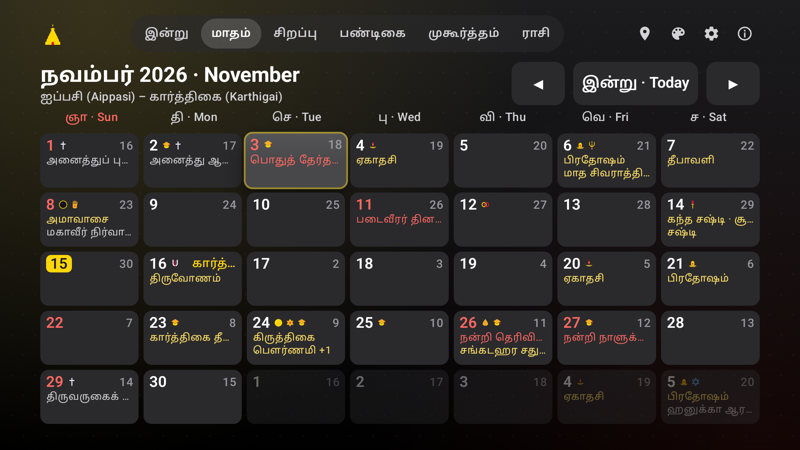 இன்று மாதம் சிறப்பு பண்டிகை முகூர்த்தம் ராசி
நவம்பர் 2026 · November
ஐப்பசி (Aippasi) – கார்த்திகை (Karthigai)
◀ இன்று · Today ▶
ஞா · Sun தி · Mon செ · Tue பு · Wed வி · Thu வெ · Fri ச · Sat
1 16 2 17 3 18 4 19 5 20 6 21 7 22
அனைத்துப் பு… அனைத்து ஆ… பொதுத் தேர்த… ஏகாதசி பிரதோஷம் தீபாவளி
மாத சிவராத்தி…
8 23 9 24 10 25 11 26 12 27 13 28 14 29
அமாவாசை படைவீரர் தின… கந்த சஷ்டி · சூ…
மகாவீர் நிர்வா… சஷ்டி
15 30 16 கார்த்… 17 2 18 3 19 4 20 5 21 6
திருவோணம் ஏகாதசி பிரதோஷம்
22 7 23 8 24 9 25 10 26 11 27 12 28 13
கார்த்திகை தீ… கிருத்திகை நன்றி தெரிவி… நன்றி நாளுக்…
பௌர்ணமி +1 சங்கடஹர சது…
29 14 30 15 1 16 2 17 3 18 4 19 5 20
திருவருகைக் … ஏகாதசி பிரதோஷம்
ஹனுக்கா ஆர…